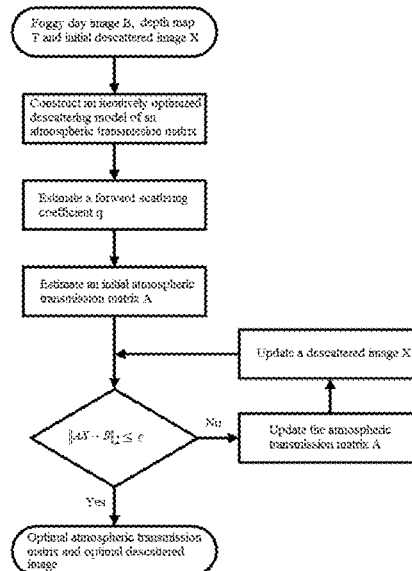 Foggy day image B, depth map
T and initial descattered image X
Construct an iteratively optimized
descattering model of an
atmospheric transmission matrix
Estimate a forward scattering
coefficient q
Estimate an initial atmospheric
transmission matrix A
Update a descattered image X
No
Update the atmospheric
transmission matrix A
Yes
Optimal atmospheric transmission
matrix and optimal descattered
image